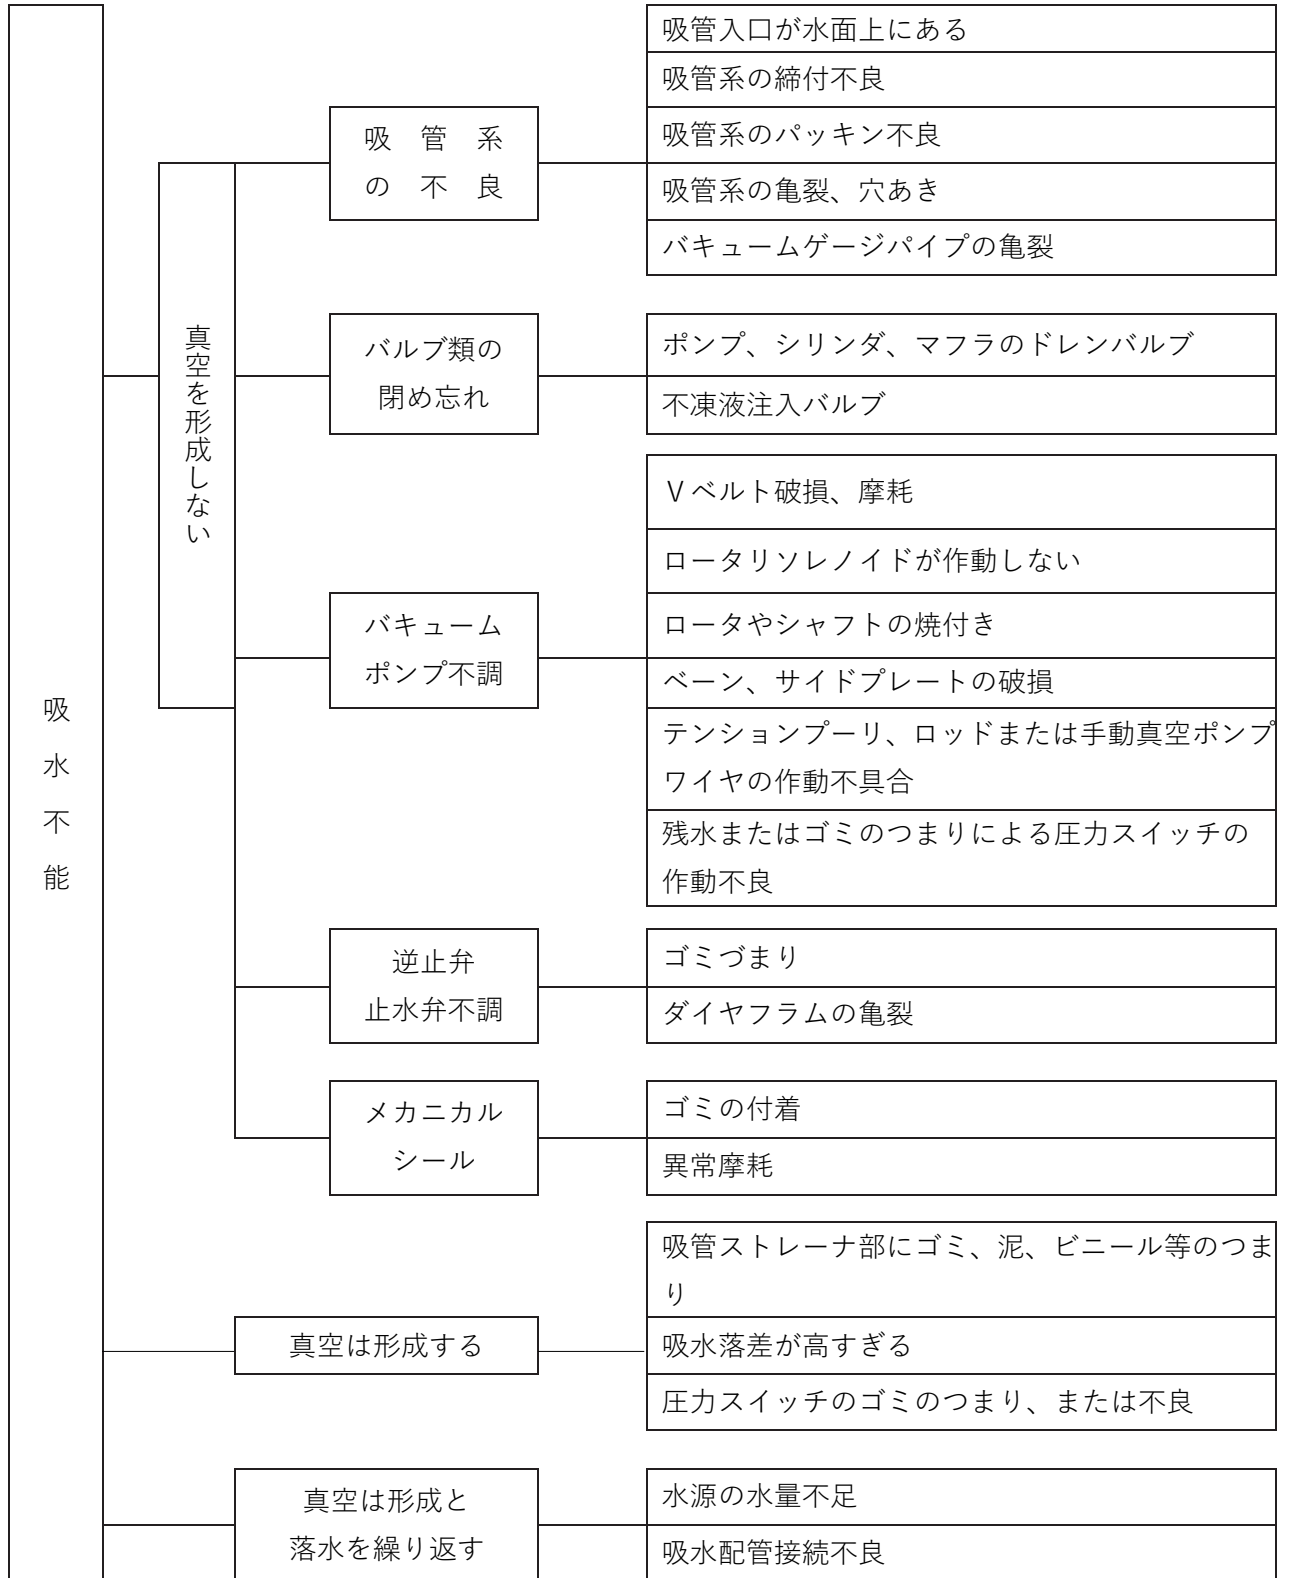 吸水不能
真空を形成しない
吸管系
の不良
吸管入口が水面上にある
吸管系の締付不良
吸管系のパッキン不良
吸管系の亀裂、穴あき
バキュームゲージパイプの亀裂
バルブ類の
閉め忘れ
ポンプ、シリンダ、マフラのドレンバルブ
不凍液注入バルブ
バキューム
ポンプ不調
Ｖベルト破損、摩耗
ロータリソレノイドが作動しない
ロータやシャフトの焼付き
ベーン、サイドプレートの破損
テンションプーリ、ロッドまたは手動真空ポンプ
ワイヤの作動不具合
残水またはゴミのつまりによる圧力スイッチの
作動不良
逆止弁
止水弁不調
ゴミづまり
ダイヤフラムの亀裂
メカニカル
シール
ゴミの付着
異常摩耗
真空は形成する
吸管ストレーナ部にゴミ、泥、ビニール等のつま
り
吸水落差が高すぎる
圧力スイッチのゴミのつまり、または不良
真空は形成と
落水を繰り返す
水源の水量不足
吸水配管接続不良